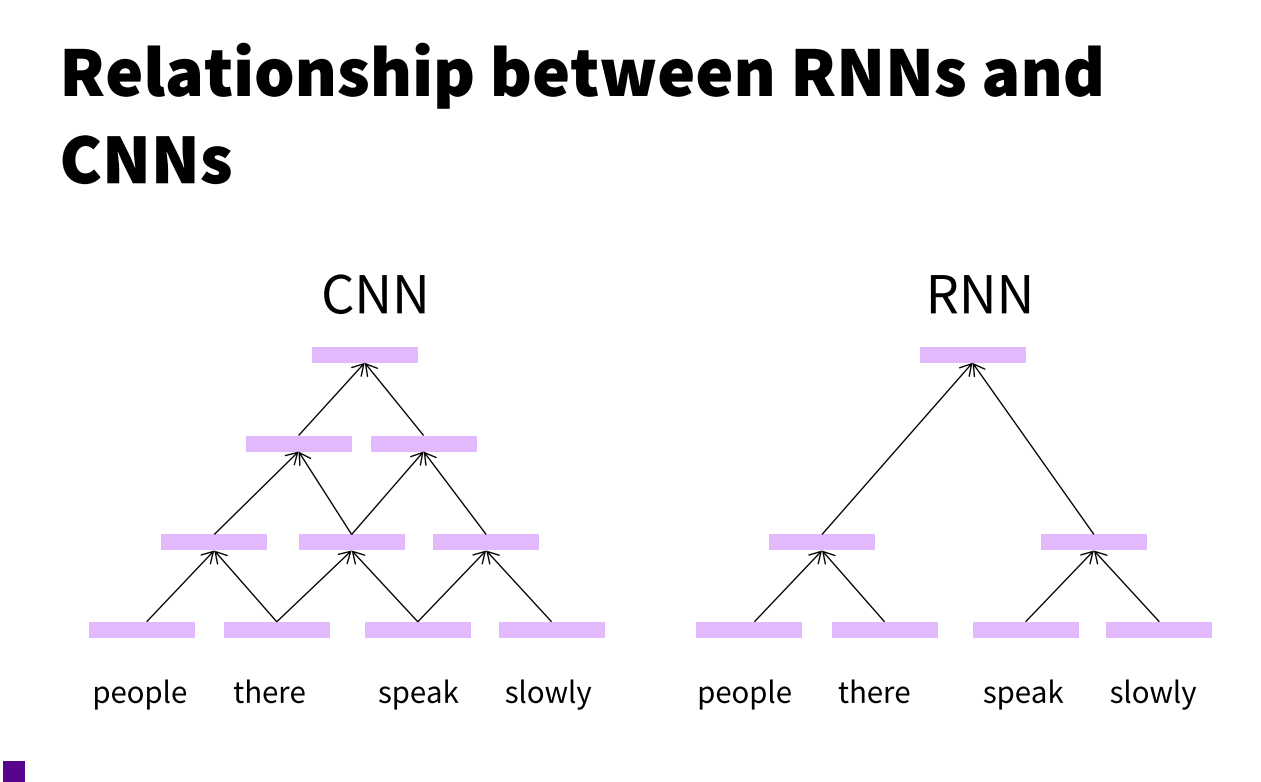 Relationship between RNNs and
CNNs
CNN
RNN
people there speak slowly
people there speak slowly